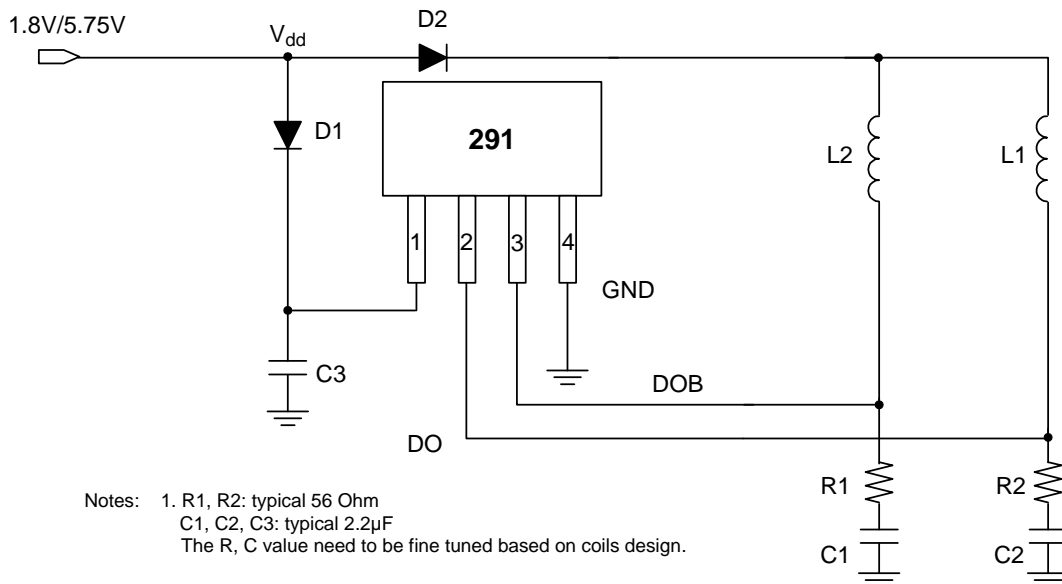 1.8V/5.75V
Vdd
D2
D1
291
L2
L1
1 2 3 4
GND
C3
DOB
DO
R1
R2
C1
C2
Notes: 1. R1, R2: typical 56 Ohm
C1, C2, C3: typical 2.2µF
The R, C value need to be fine tuned based on coils design.